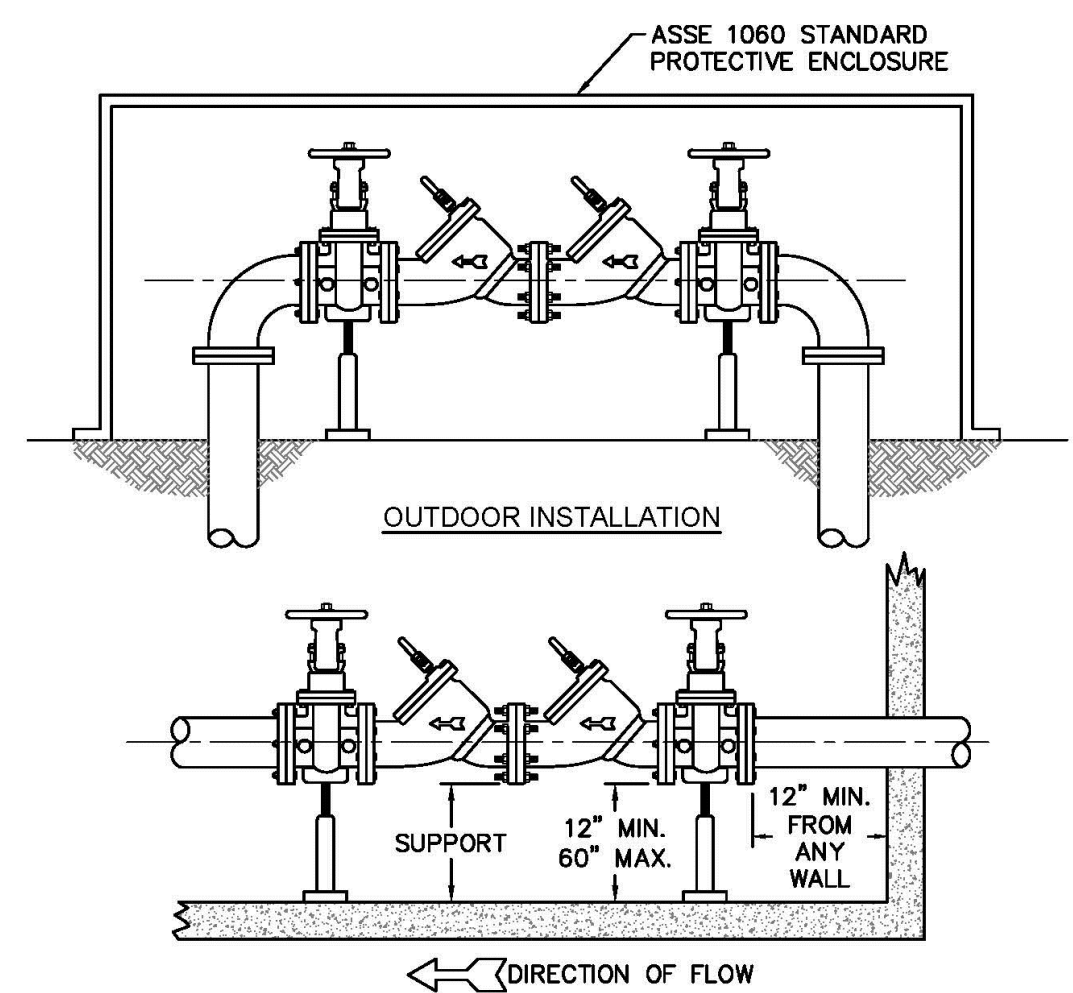 ASSE 1060 STANDARD
PROTECTIVE ENCLOSURE
OUTDOOR INSTALLATION
SUPPORT
12" MIN.
60" MAX.
12" MIN.
FROM
ANY
WALL
DIRECTION OF FLOW